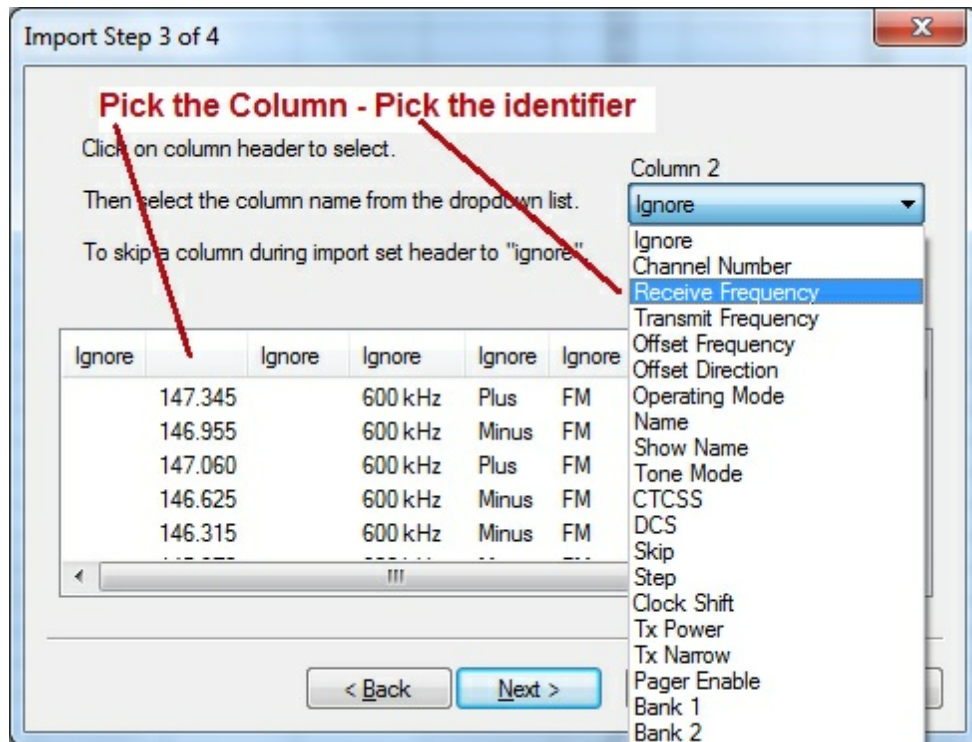 Import Step 3 of 4
X
Pick the Column - Pick the identifier
Click on column header to select.
Column 2
Then select the column name from the dropdown list.
Ignore
To skip a column during import set header to "ignore".
Ignore
Channel Number
Receive Frequency
Transmit Frequency
Offset Frequency
Offset Direction
Operating Mode
Name
Show Name
Tone Mode
CTCSS
DCS
Skip
Step
Clock Shift
Tx Power
Tx Narrow
Pager Enable
Bank 1
Bank 2
Ignore Ignore Ignore Ignore Ignore
147.345 600 kHz Plus FM
146.955 600 kHz Minus FM
147.060 600 kHz Plus FM
146.625 600 kHz Minus FM
146.315 600 kHz Minus FM
< Back Next >